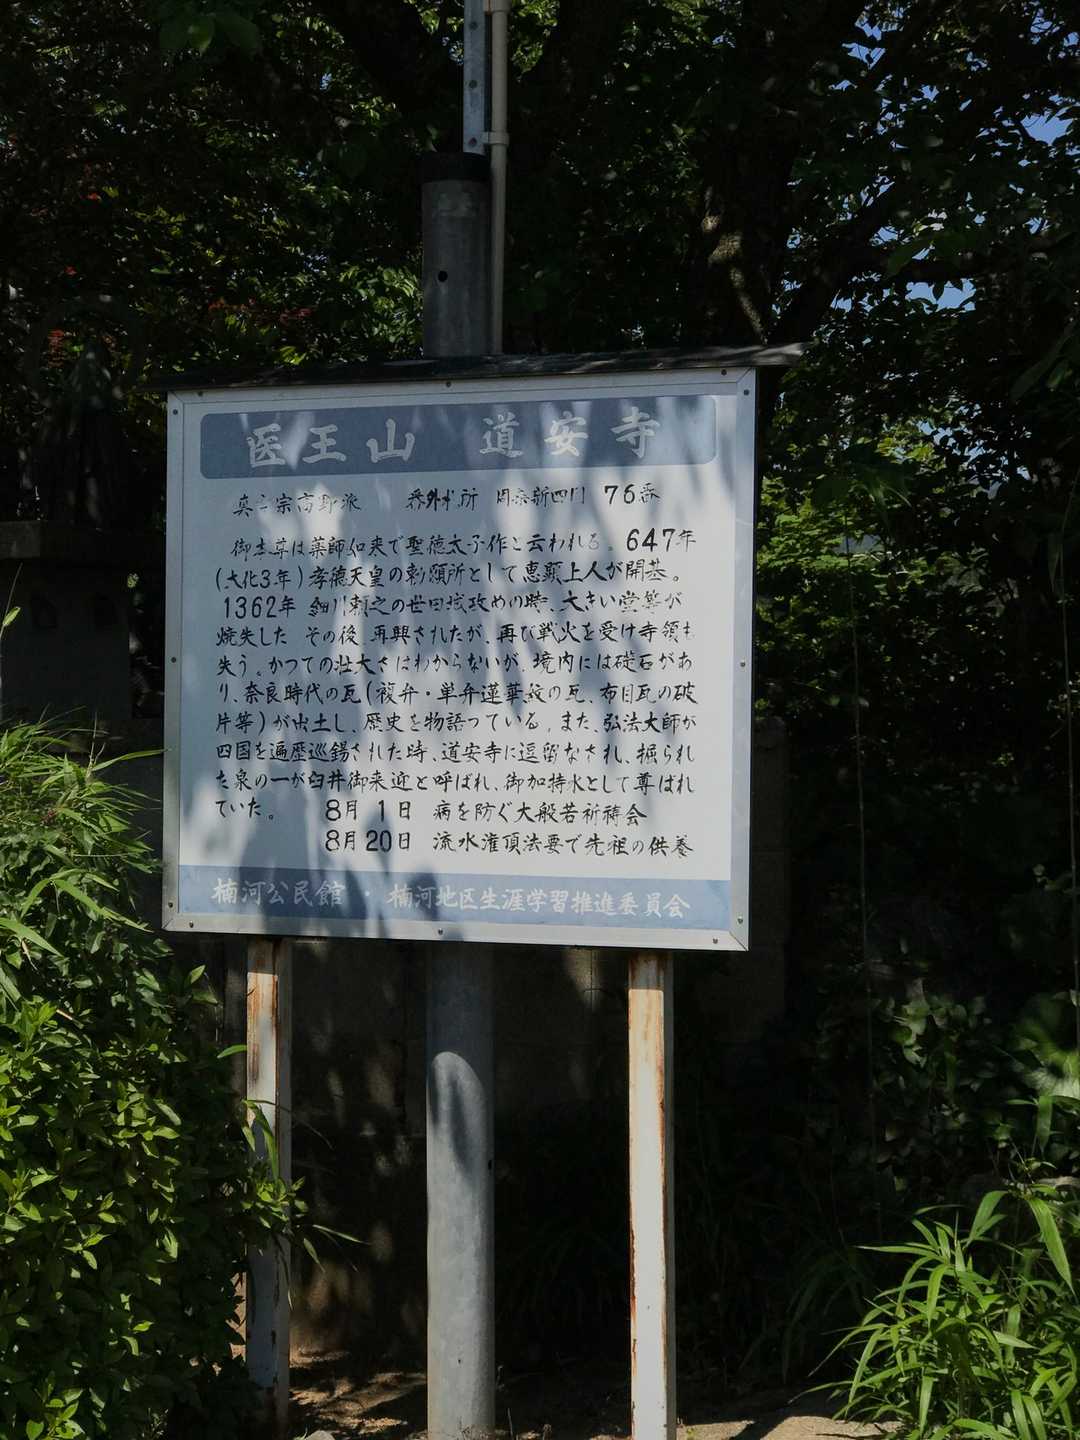 医王山 道安寺
真言宗高野派 番外札所 周桑新四国 76番
御本尊は薬師如来で聖徳太子作と云われる。647年
(大化3年)孝徳天皇の勅願所として恵顕上人が開基。
1362年 細川頼之の世田城攻めの時、大きい堂等が
焼失した その後、再興されたが、再び戦火を受け寺領も
失う。かつての壮大さはわからないが、境内には礎石があ
り、奈良時代の瓦(複弁・単弁蓮華紋の瓦、布目瓦の破
片等)が出土し、歴史を物語っている。また、弘法大師が
四国を遍歴巡錫された時、道安寺に逗留なされ、掘られ
た泉の一が臼井御来迎と呼ばれ、御加持水として尊ばれ
ていた。 8月 1日 病を防ぐ大般若祈祷会
8月20日 流水潅頂法要で先祖の供養
楠河公民館・楠河地区生涯学習推進委員会